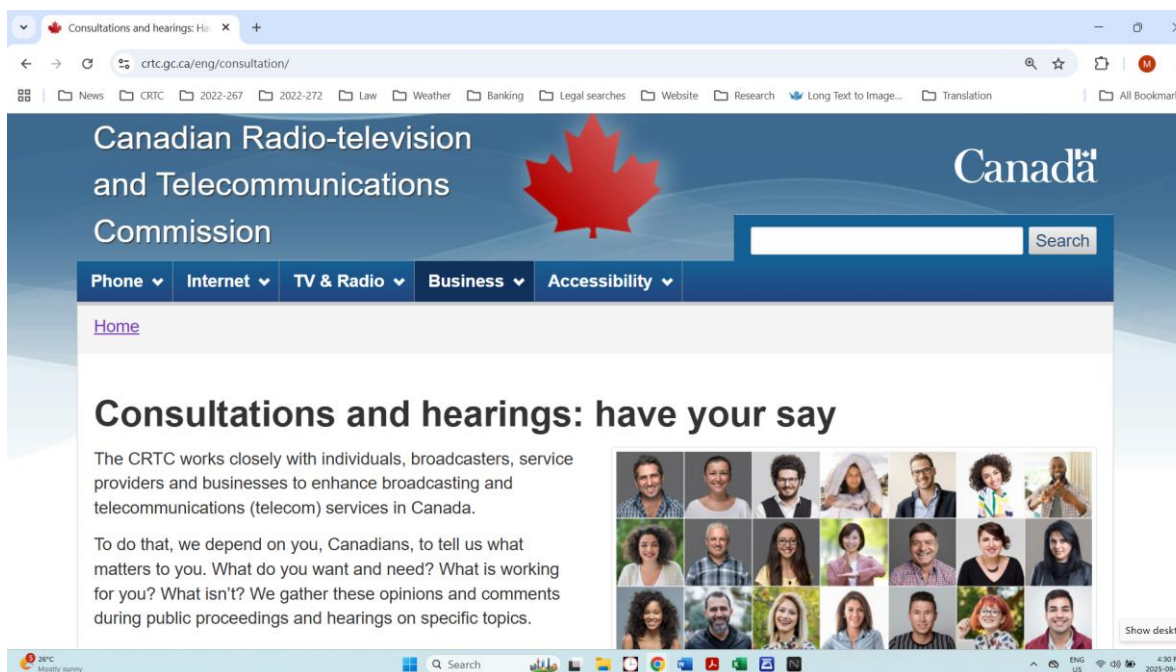 Consultations and hearings: Ha
crtc.gc.ca/eng/consultation/
M
News CRTC 2022-267 2022-272 Law Weather Banking Legal searches Website Research Long Text to Image... Translation All Bookmar
Canadian Radio-television
and Telecommunications
Commission
Canada
Search
Phone Internet TV & Radio Business Accessibility
Home
Consultations and hearings: have your say
The CRTC works closely with individuals, broadcasters, service
providers and businesses to enhance broadcasting and
telecommunications (telecom) services in Canada.
To do that, we depend on you, Canadians, to tell us what
matters to you. What do you want and need? What is working
for you? What isn't? We gather these opinions and comments
during public proceedings and hearings on specific topics.
Show deskt
26°C
Mostly sunny
Search
ENG
US
4:30
2025-09